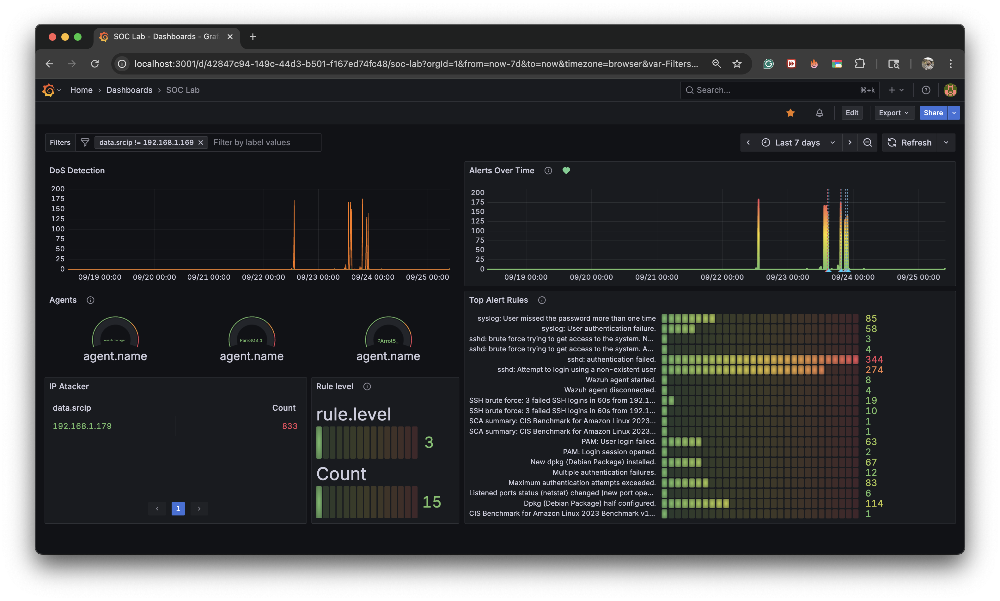 SOC Lab - Dashboards - Graf
localhost:3001/d/42847c94-149c-44d3-b501-f167ed74fc48/soc-lab?orgId=1&from=now-7d&to=now&timezone=browser&var-Filters...
Home › Dashboards › SOC Lab
Search...
⌘+k
Edit
Export
Share
Filters
data.srcip != 192.168.1.169
Filter by label values
Last 7 days
Refresh
DoS Detection
200
175
150
125
100
75
50
25
0
09/19 00:00 09/20 00:00 09/21 00:00 09/22 00:00 09/23 00:00 09/24 00:00 09/25 00:00
Alerts Over Time
200
175
150
125
100
75
50
25
0
09/19 00:00 09/20 00:00 09/21 00:00 09/22 00:00 09/23 00:00 09/24 00:00 09/25 00:00
Agents
wazuh.manager
agent.name
ParrotOS_1
agent.name
PArrot5_
agent.name
IP Atacker
data.srcip Count
192.168.1.179 833
1
Rule level
rule.level
3
Count
15
Top Alert Rules
syslog: User missed the password more than one time 85
syslog: User authentication failure. 58
sshd: brute force trying to get access to the system. N... 3
sshd: brute force trying to get access to the system. A... 4
sshd: authentication failed. 344
sshd: Attempt to login using a non-existent user 274
Wazuh agent started. 8
Wazuh agent disconnected. 4
SSH brute force: 3 failed SSH logins in 60s from 192.1... 19
SSH brute force: 3 failed SSH logins in 60s from 192.1... 10
SCA summary: CIS Benchmark for Amazon Linux 2023... 1
SCA summary: CIS Benchmark for Amazon Linux 2023... 1
PAM: User login failed. 63
PAM: Login session opened. 2
New dpkg (Debian Package) installed. 67
Multiple authentication failures. 12
Maximum authentication attempts exceeded. 83
Listened ports status (netstat) changed (new port ope... 6
Dpkg (Debian Package) half configured. 114
CIS Benchmark for Amazon Linux 2023 Benchmark v1... 1